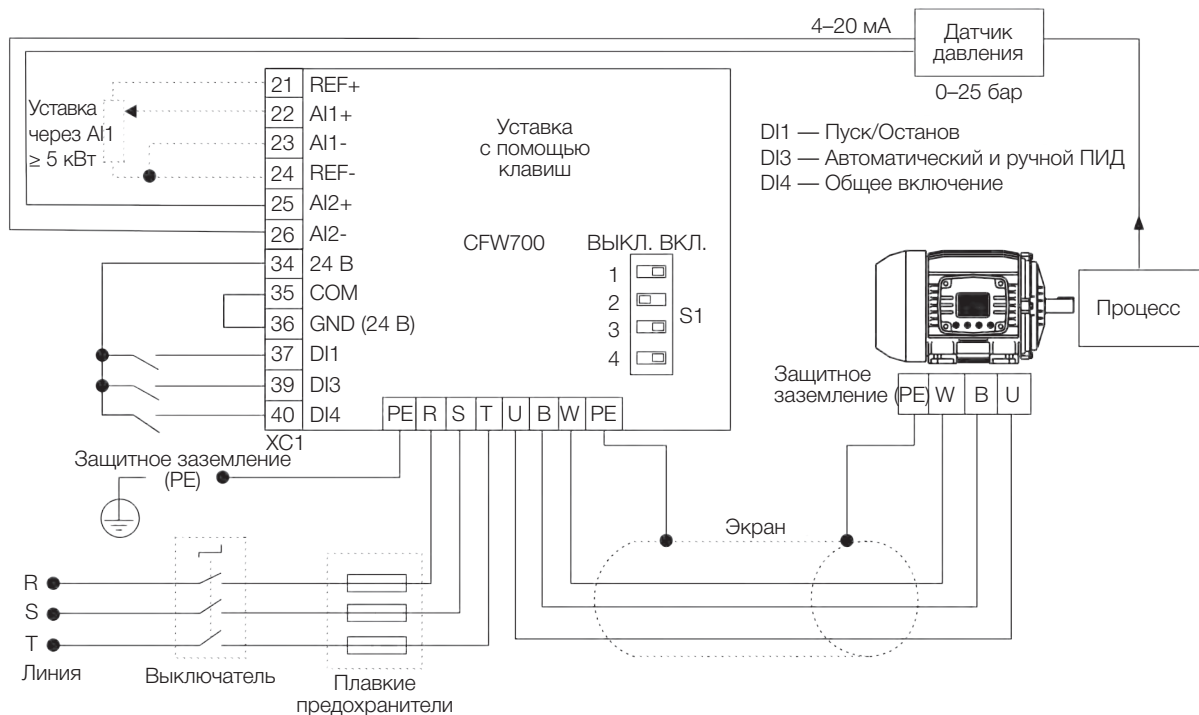 4–20 мА
Датчик
давления
0–25 бар
21 REF+
22 AI1+
23 AI1-
24 REF-
25 AI2+
26 AI2-
34 24 В
35 COM
36 GND (24 В)
37 DI1
39 DI3
40 DI4
XC1
Уставка
через AI1
≥ 5 кВт
Уставка
с помощью
клавиш
CFW700
ВЫКЛ. ВКЛ.
1
2
3
4
S1
DI1 — Пуск/Останов
DI3 — Автоматический и ручной ПИД
DI4 — Общее включение
Процесс
Защитное
заземление (PE)
W B U
PE R S T U B W PE
Защитное заземление
(PE)
Экран
R
S
T
Линия
Выключатель
Плавкие
предохранители